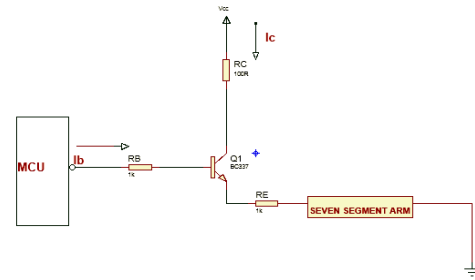 Vcc
Ic
RC
100R
MCU
Ib
RB
1k
Q1
BC337
RE
1k
SEVEN SEGMENT ARM